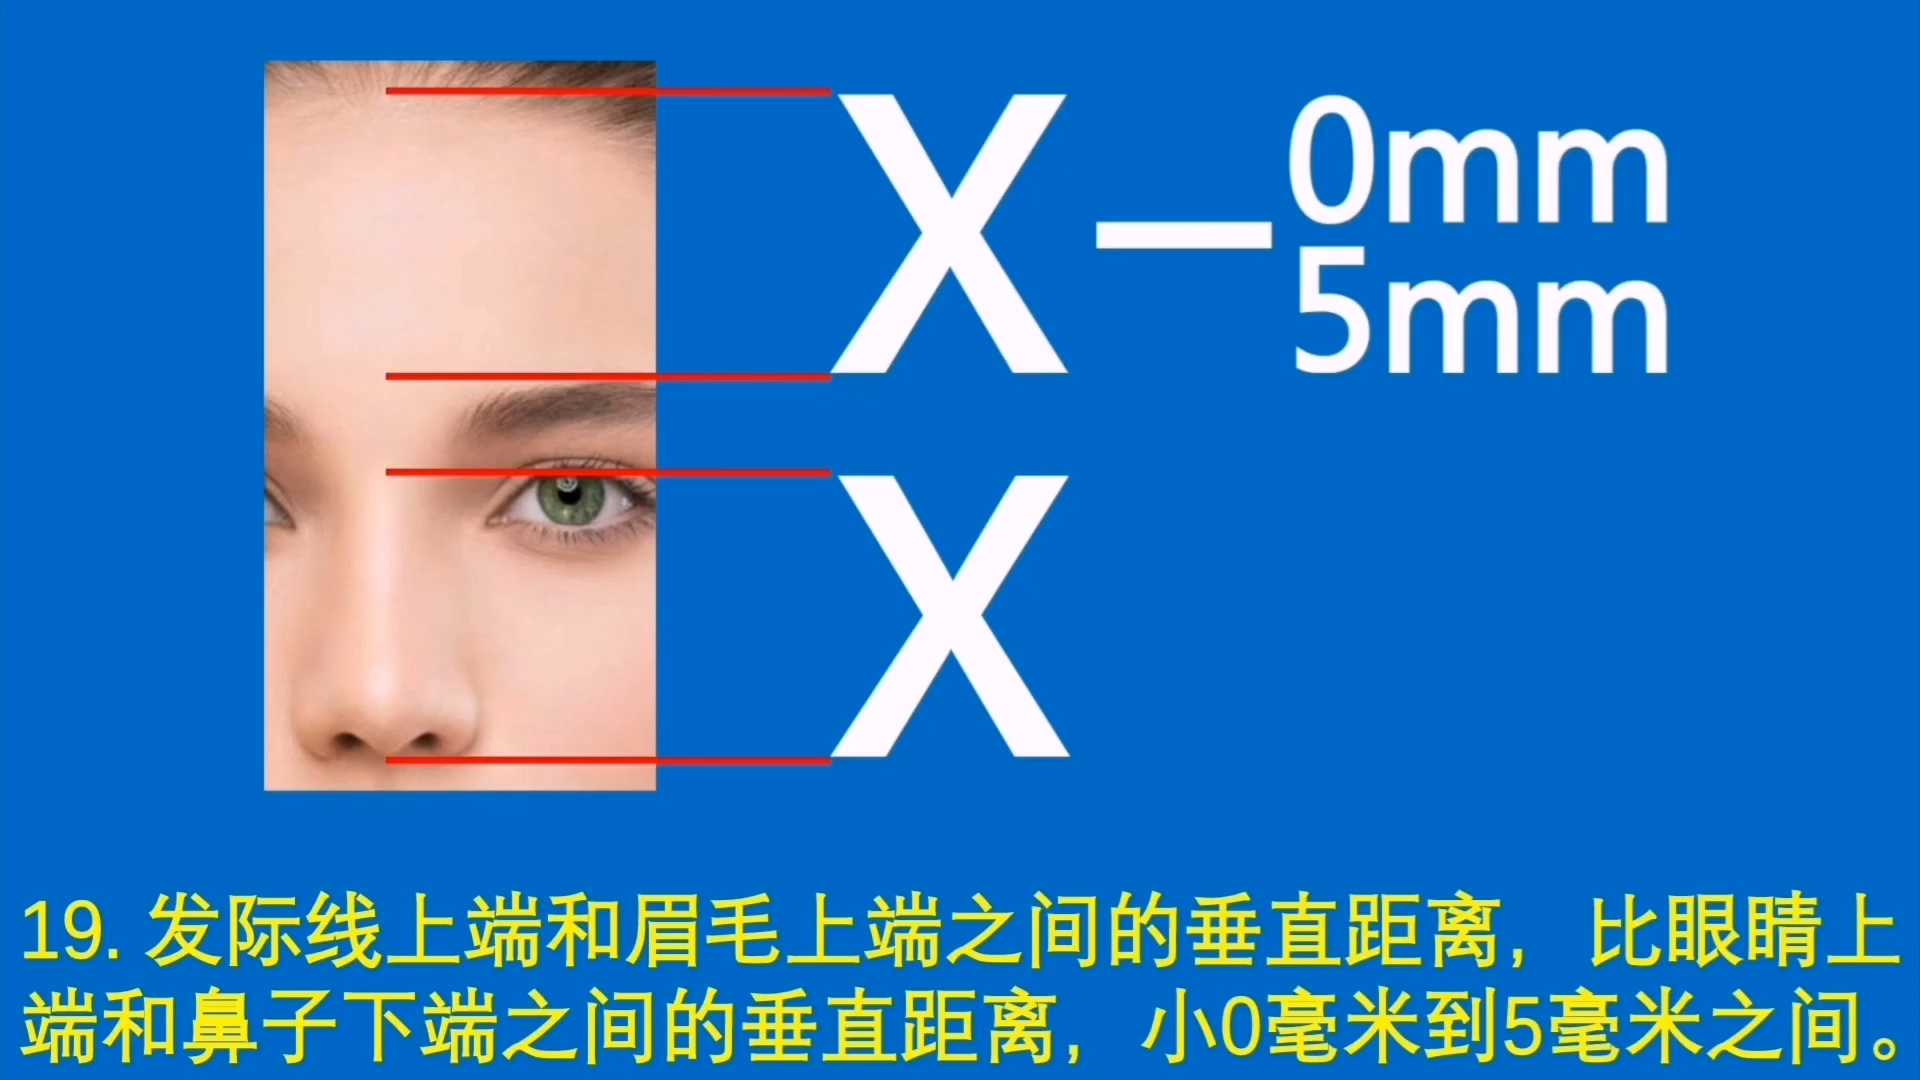 X－0mm
5mm
X
19. 发际线上端和眉毛上端之间的垂直距离，比眼睛上
端和鼻子下端之间的垂直距离，小0毫米到5毫米之间。